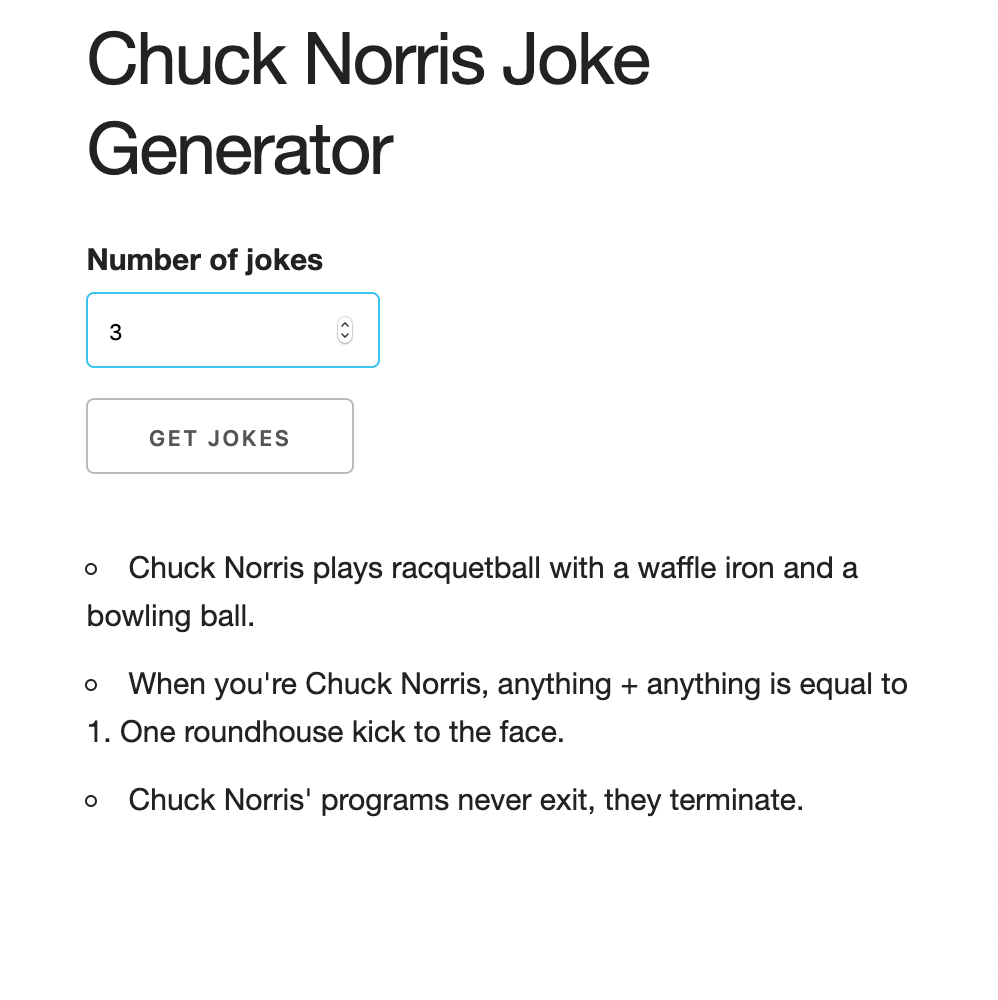 Chuck Norris Joke
Generator
Number of jokes
3
GET JOKES
Chuck Norris plays racquetball with a waffle iron and a
bowling ball.
When you're Chuck Norris, anything + anything is equal to
1. One roundhouse kick to the face.
Chuck Norris' programs never exit, they terminate.